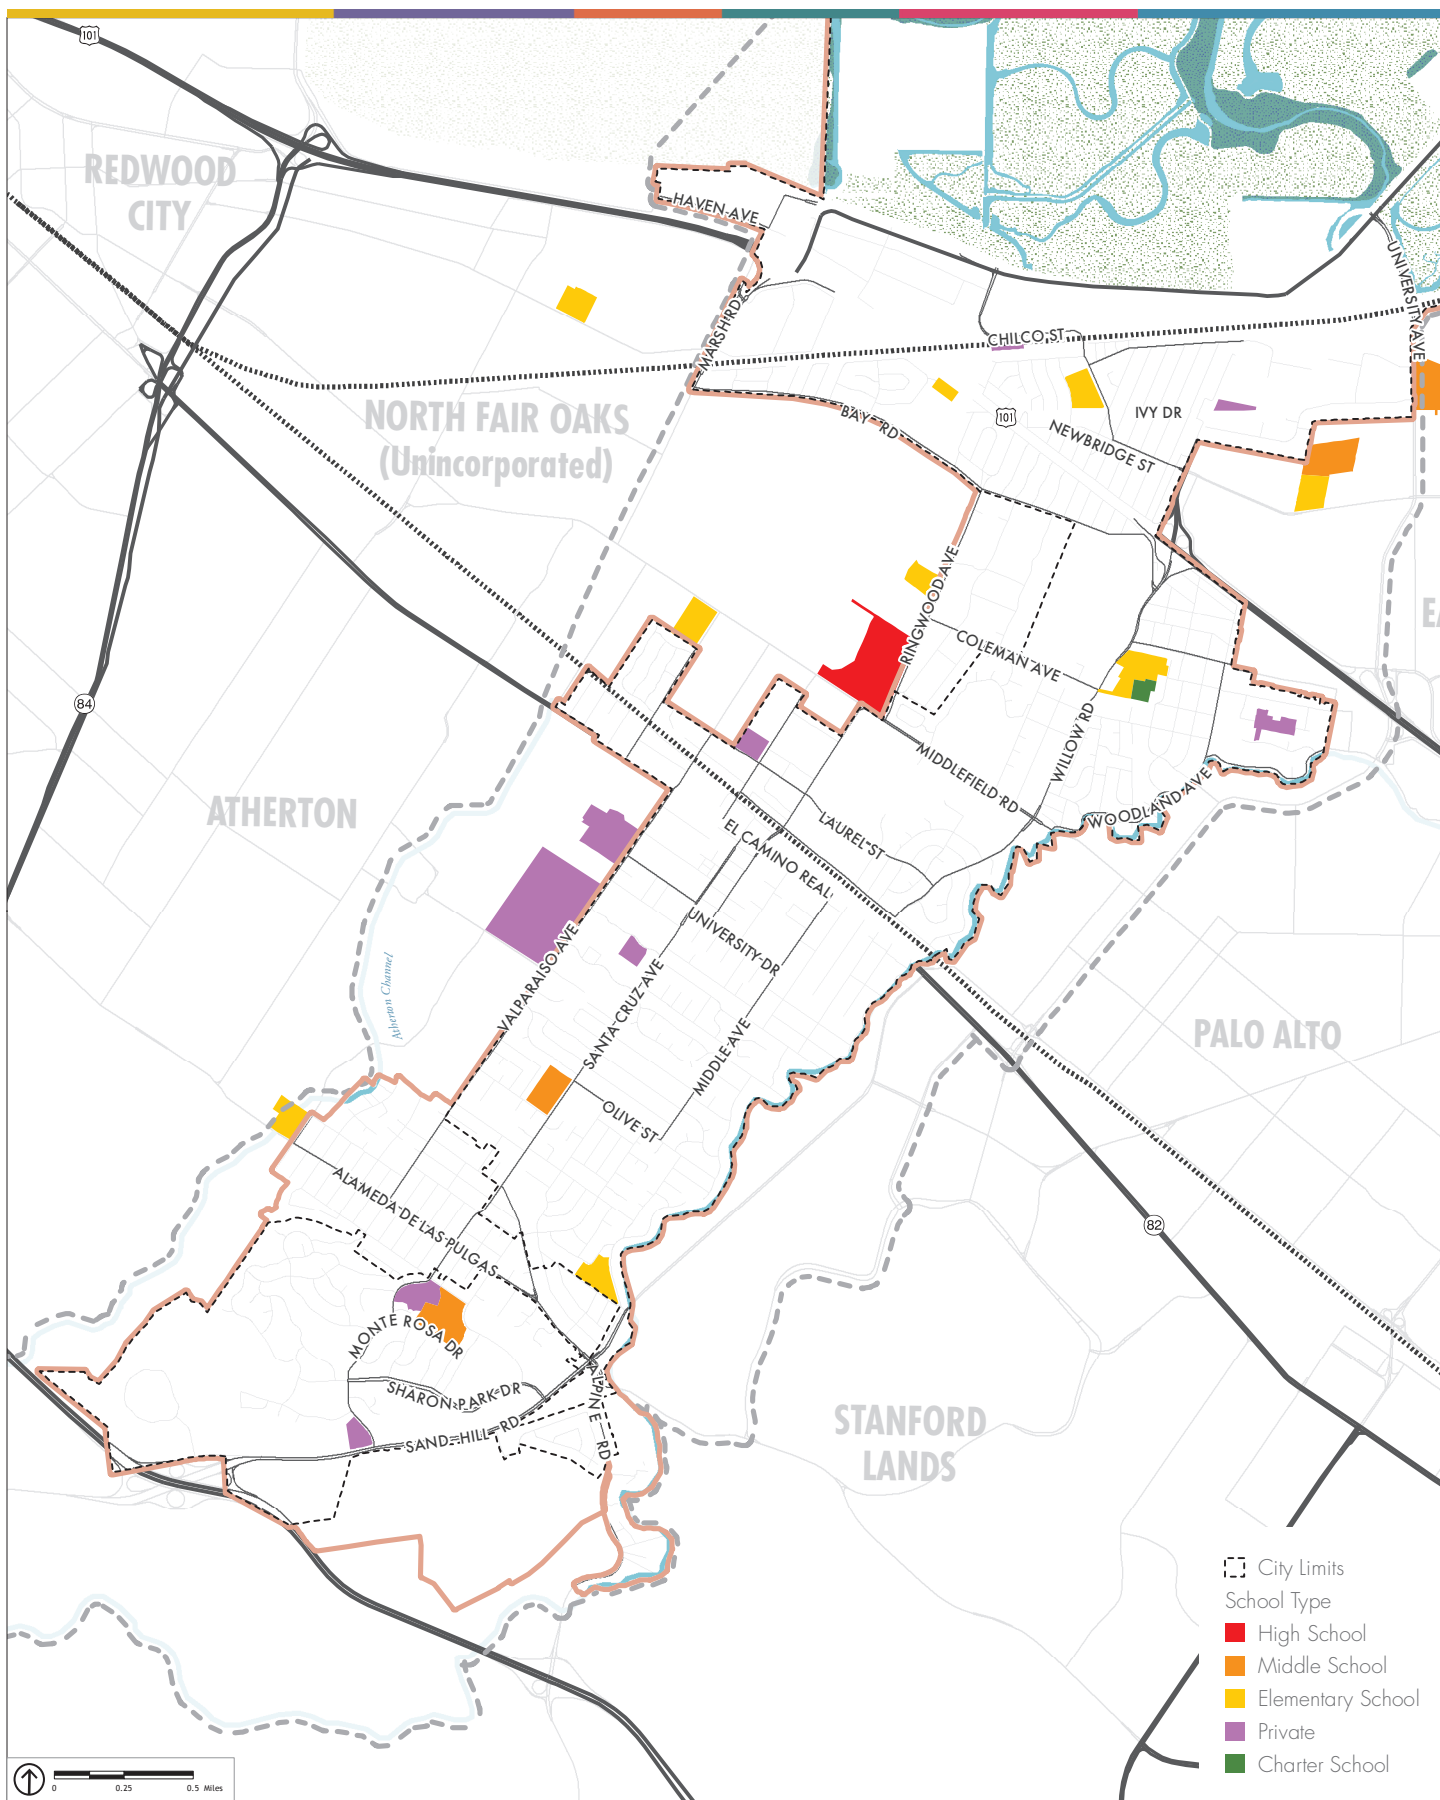 101
REDWOOD
CITY
HAVEN AVE
UNIVERSITY AVE
MARSH RD
CHILCO ST
NORTH FAIR OAKS
(Unincorporated)
BAY RD
101
IVY DR
NEWBRIDGE ST
RINGWOOD AVE
COLEMAN AVE
84
WILLOW RD
MIDDLEFIELD RD
WOODLAND AVE
ATHERTON
LAUREL ST
EL CAMINO REAL
UNIVERSITY DR
VALPARAISO AVE
SANTA CRUZ AVE
MIDDLE AVE
Atherton Channel
PALO ALTO
OLIVE ST
ALAMEDA DE LAS PULGAS
82
MONTE ROSA DR
SHARON PARK DR
ALPINE RD
SAND HILL RD
STANFORD
LANDS
City Limits
School Type
High School
Middle School
Elementary School
Private
Charter School
0 0.25 0.5 Miles